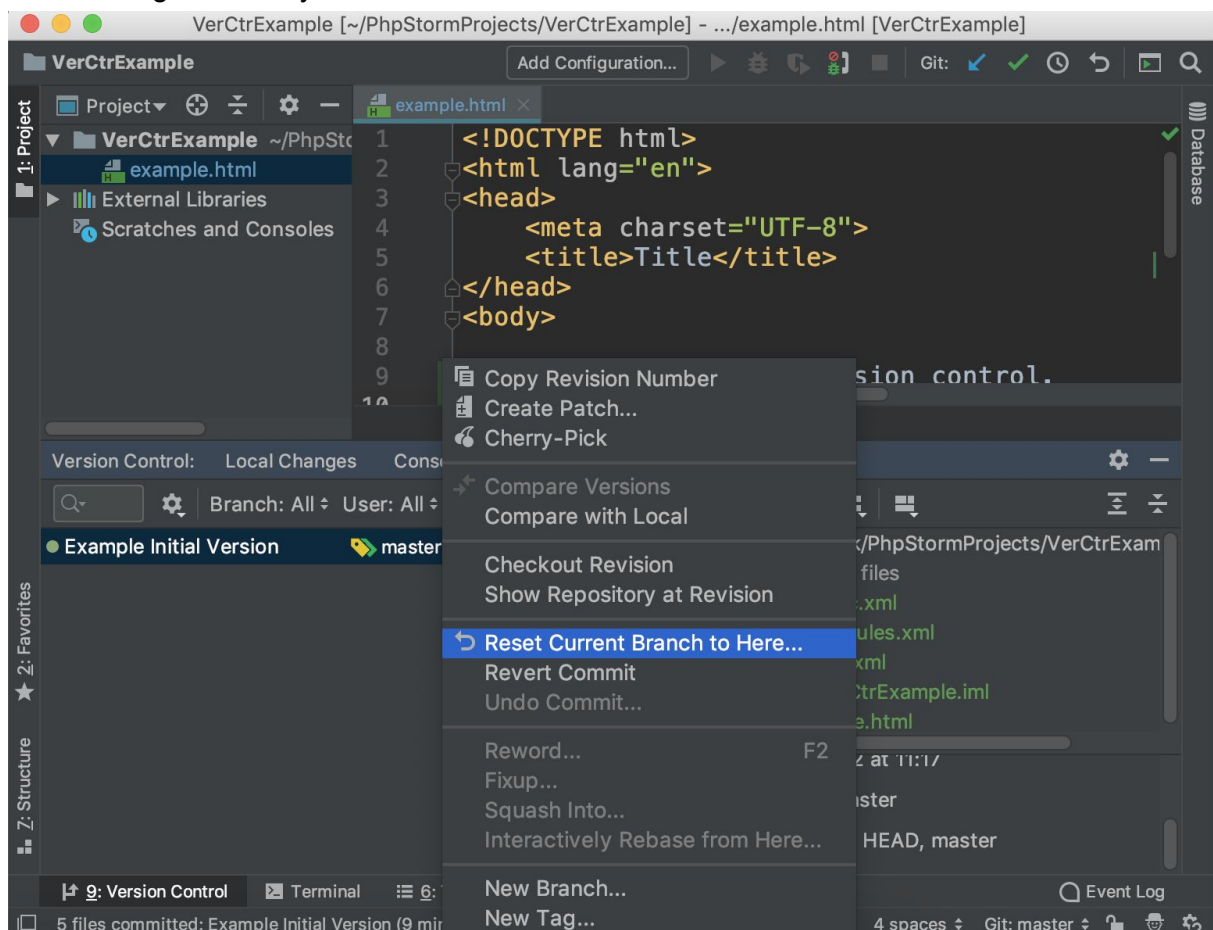 VerCtrExample [~/PhpStormProjects/VerCtrExample] - .../example.html [VerCtrExample]
VerCtrExample
Add Configuration...
Git:
1: Project
Project
example.html
Database
VerCtrExample ~/PhpSto
example.html
External Libraries
Scratches and Consoles
1 <!DOCTYPE html>
2 <html lang="en">
3 <head>
4 <meta charset="UTF-8">
5 <title>Title</title>
6 </head>
7 <body>
8
9 sion control.
10
Version Control: Local Changes Conso
Branch: All User: All
Example Initial Version master
Copy Revision Number
Create Patch...
Cherry-Pick
Compare Versions
Compare with Local
Checkout Revision
Show Repository at Revision
Reset Current Branch to Here...
Revert Commit
Undo Commit...
Reword... F2
Fixup...
Squash Into...
Interactively Rebase from Here...
New Branch...
New Tag...
/PhpStormProjects/VerCtrExam
files
.xml
ules.xml
xml
CtrExample.iml
e.html
at 11:17
ster
HEAD, master
2: Favorites
Z: Structure
9: Version Control
Terminal
6:
Event Log
5 files committed: Example Initial Version (9 min
4 spaces
Git: master